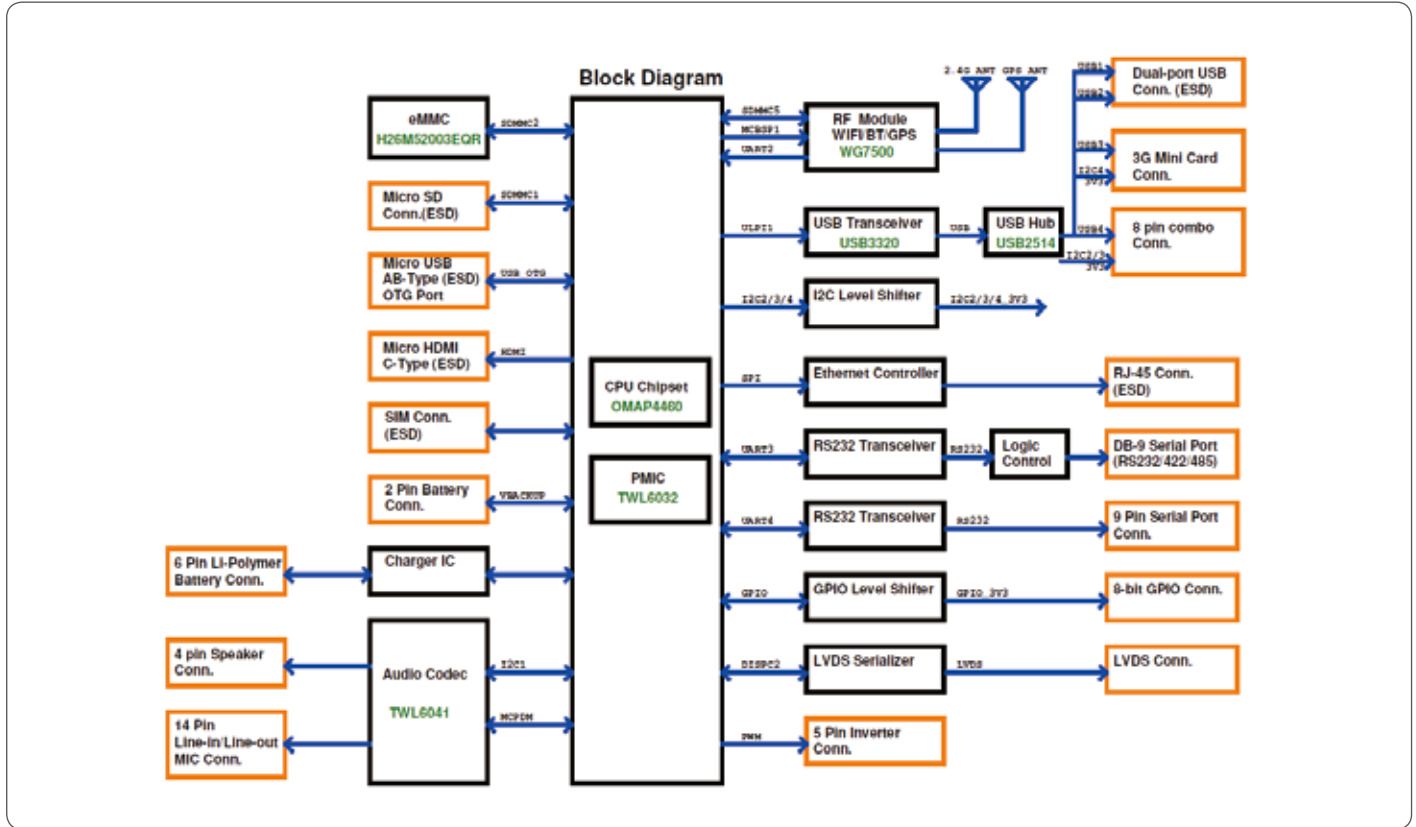 Block Diagram
eMMC
H26M52003EQR
SDMMC2
Micro SD
Conn.(ESD)
SDMMC1
Micro USB
AB-Type (ESD)
OTG Port
USB_OTG
Micro HDMI
C-Type (ESD)
HDMI
SIM Conn.
(ESD)
2 Pin Battery
Conn.
VBACKUP
6 Pin Li-Polymer
Battery Conn.
Charger IC
4 pin Speaker
Conn.
14 Pin
Line-in/Line-out
MIC Conn.
Audio Codec
TWL6041
I2C1
MCPDM
CPU Chipset
OMAP4460
PMIC
TWL6032
SDMMC5
MCBSP1
UART2
RF Module
WIFI/BT/GPS
WG7500
2.4G ANT GPS ANT
ULPI1
USB Transceiver
USB3320
USB
USB Hub
USB2514
USB1
USB2
Dual-port USB
Conn. (ESD)
USB3
I2C4
3V3
3G Mini Card
Conn.
USB4
I2C2/3
3V3
8 pin combo
Conn.
I2C2/3/4
I2C Level Shifter
I2C2/3/4_3V3
SPI
Ethernet Controller
RJ-45 Conn.
(ESD)
UART3
RS232 Transceiver
RS232
Logic
Control
DB-9 Serial Port
(RS232/422/485)
UART4
RS232 Transceiver
RS232
9 Pin Serial Port
Conn.
GPIO
GPIO Level Shifter
GPIO_3V3
8-bit GPIO Conn.
DISPC2
LVDS Serializer
LVDS
LVDS Conn.
PWM
5 Pin Inverter
Conn.